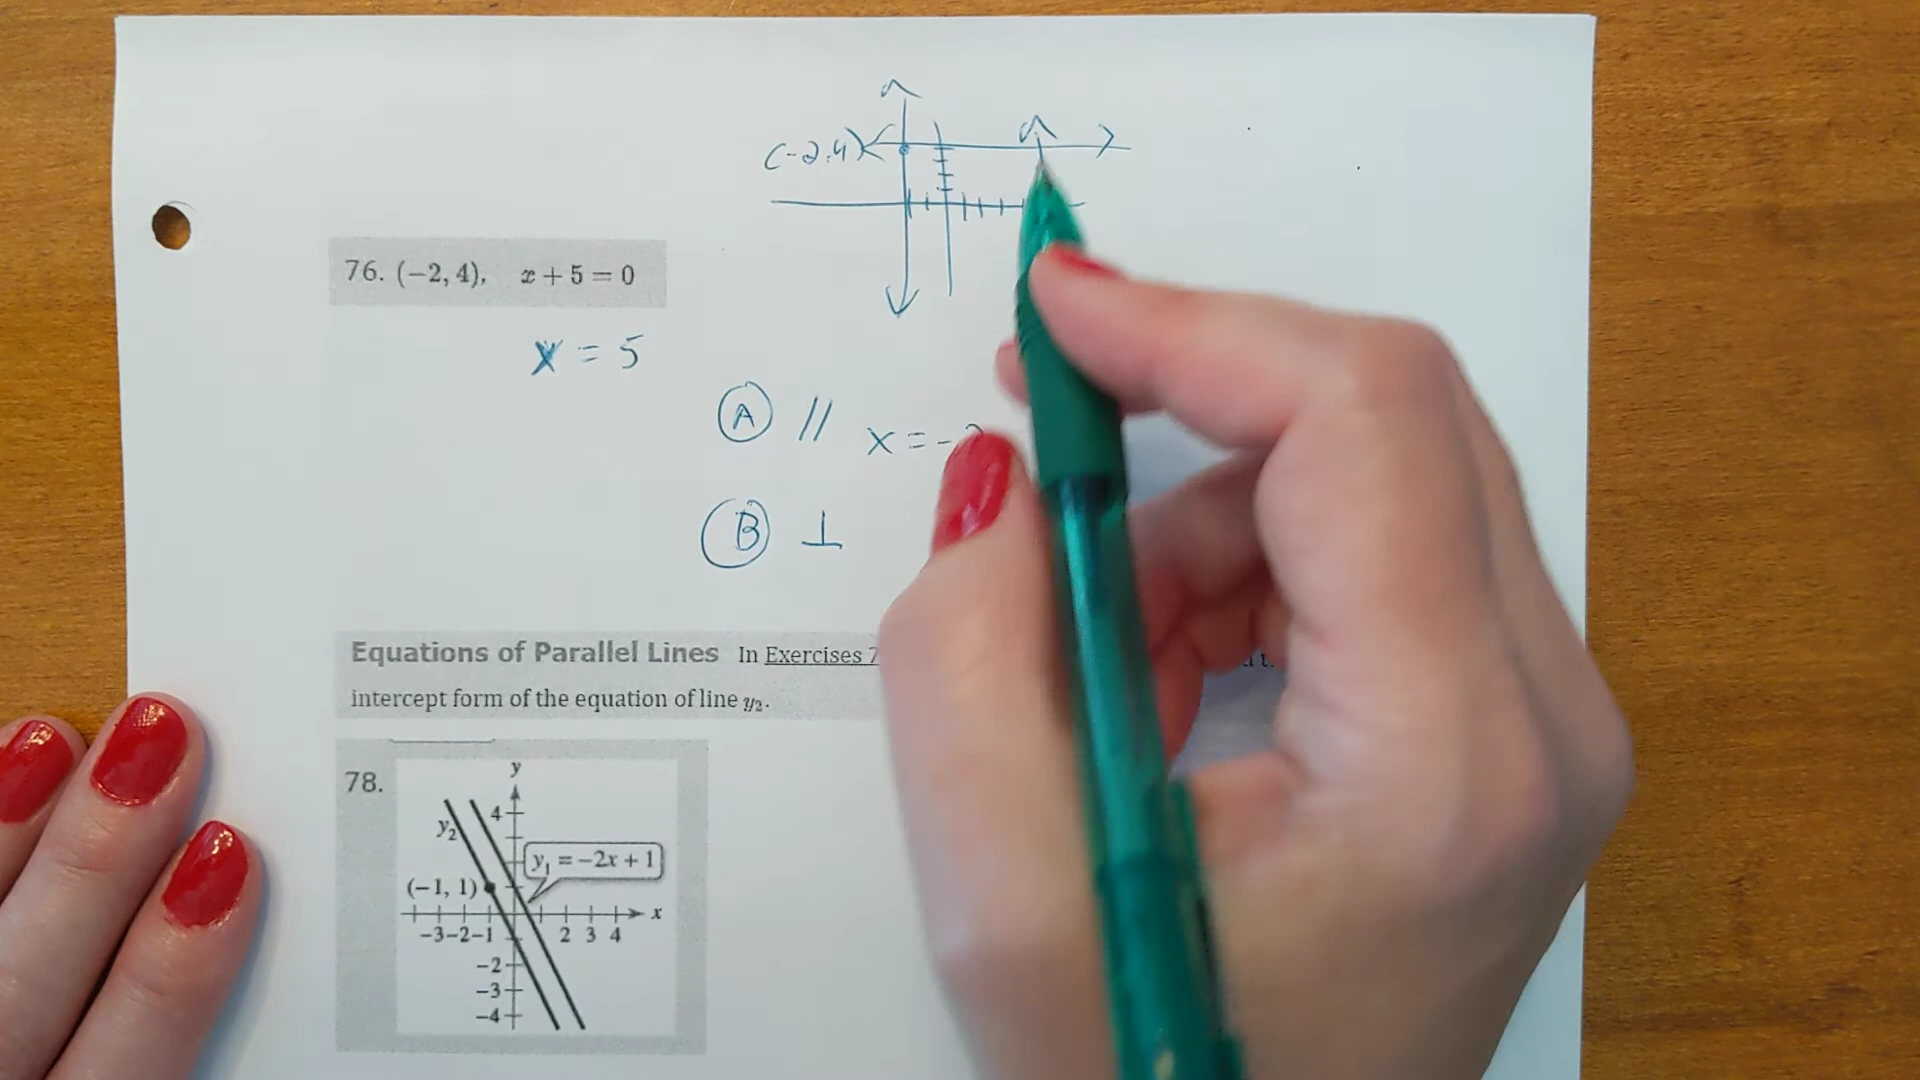 (-2,4)
76. (−2, 4), x + 5 = 0
x = 5
A // x = -
B ⊥
Equations of Parallel Lines In Exercises 7
intercept form of the equation of line y₂.
78.
y
4
y₂
y₁ = −2x + 1
(−1, 1)
x
−3 −2 −1 2 3 4
−2
−3
−4